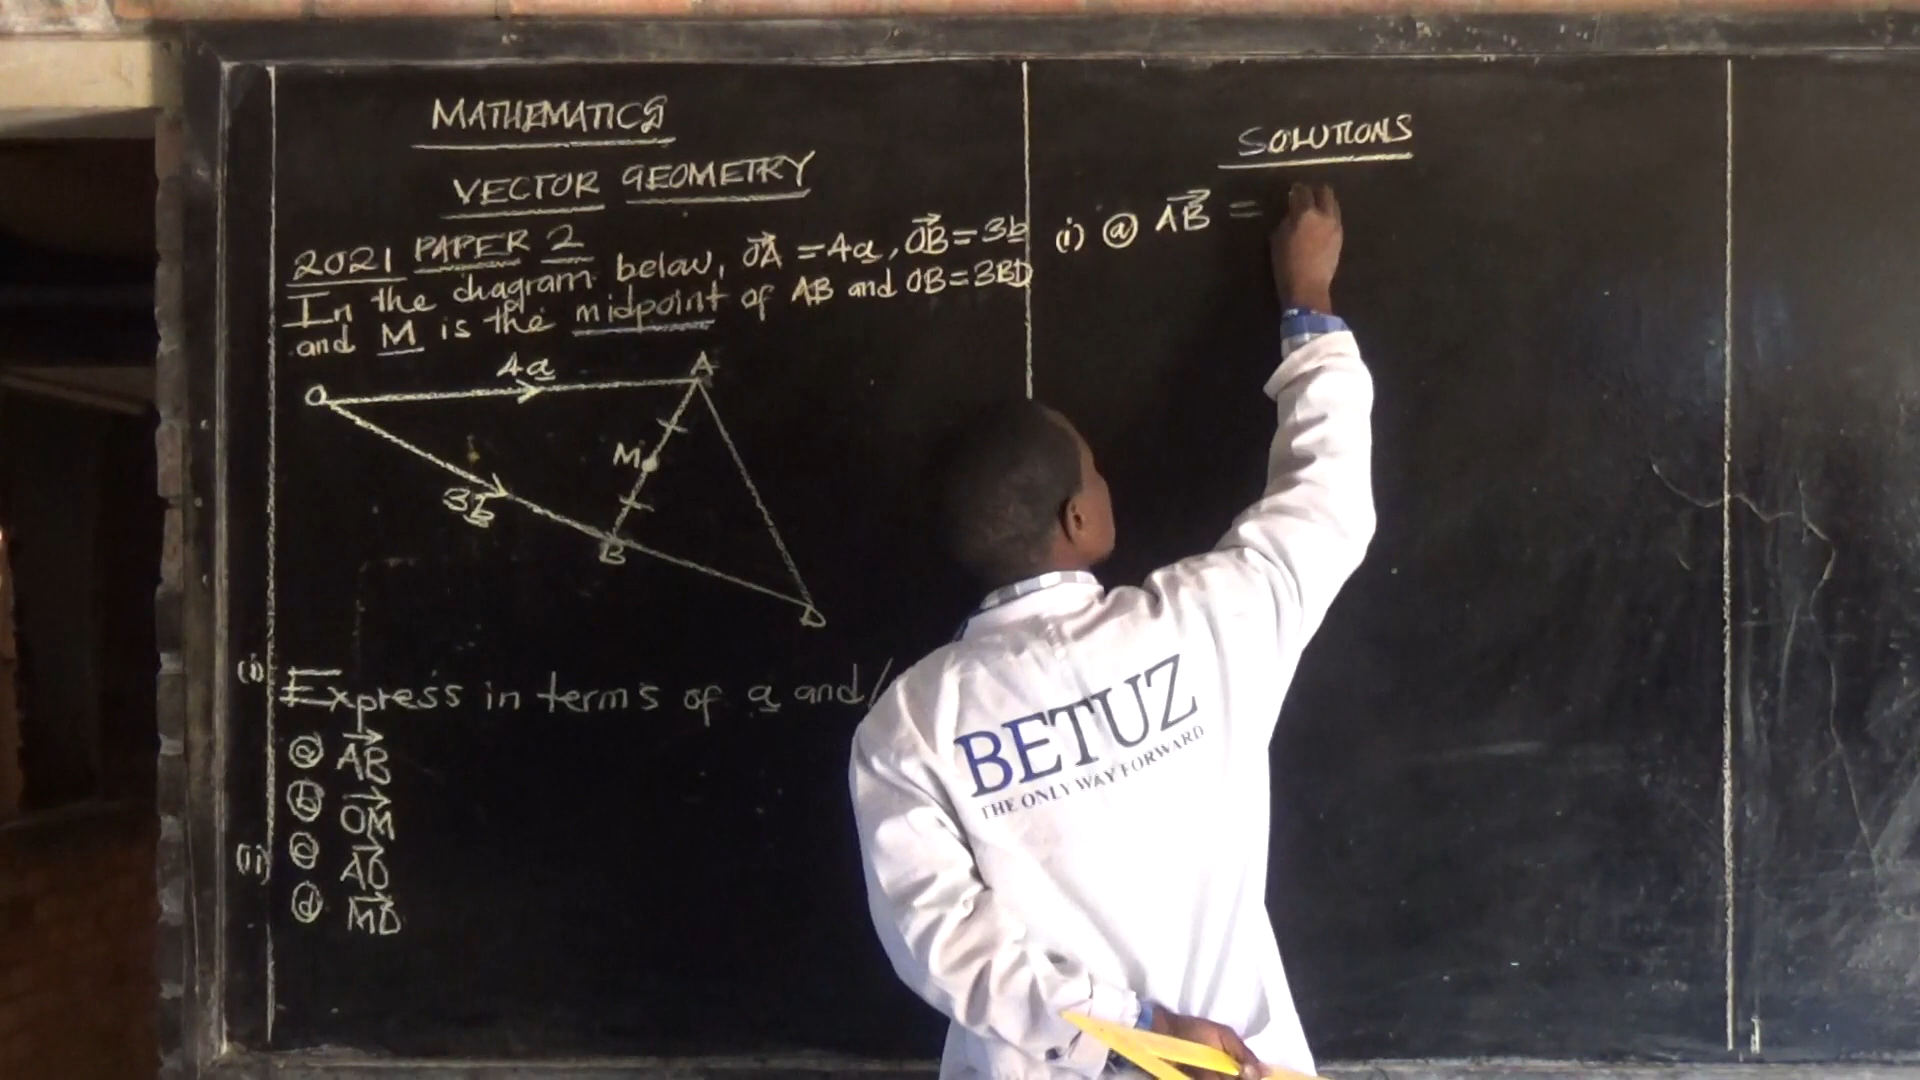 MATHEMATICS
VECTOR GEOMETRY
2021 PAPER 2
In the diagram below, OA = 4a, OB = 3b
and M is the midpoint of AB and OB = 3BD
4a
O
A
M
3b
B
D
(i) Express in terms of a and/
(a) AB
(b) OM
(c) AD
(ii)
(d) MD
SOLUTIONS
(i) (a) AB =
BETUZ
THE ONLY WAY FORWARD